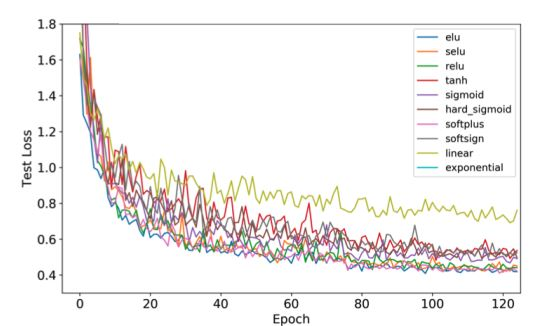 1.8
1.6
1.4
1.2
1.0
0.8
0.6
0.4
Test Loss
elu
selu
relu
tanh
sigmoid
hard_sigmoid
softplus
softsign
linear
exponential
0 20 40 60 80 100 120
Epoch